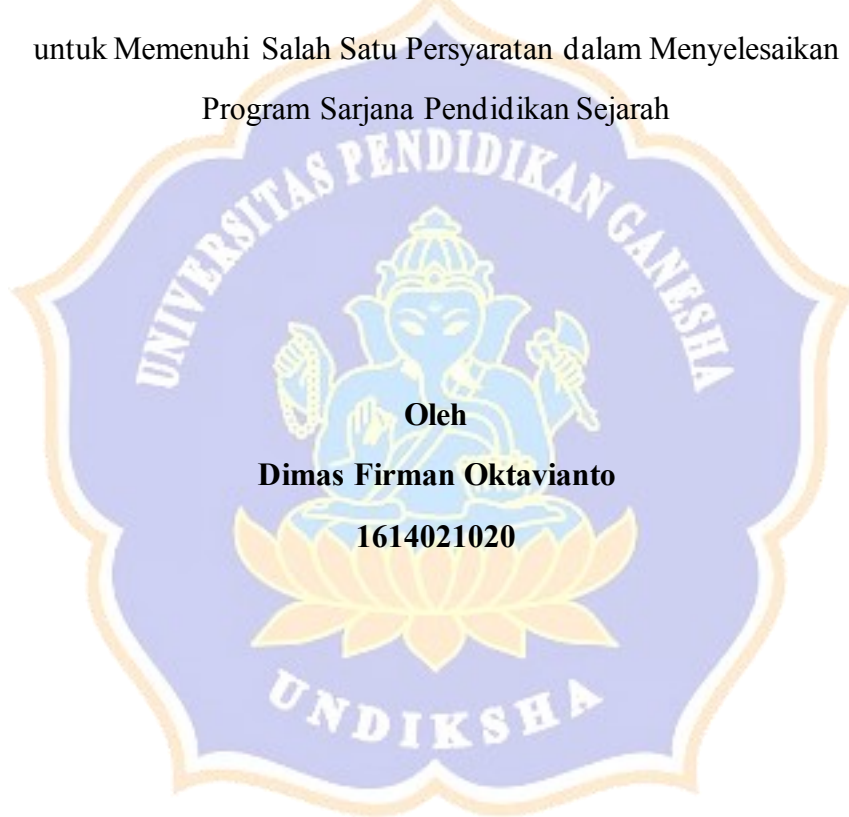 untuk Memenuhi Salah Satu Persyaratan dalam Menyelesaikan
Program Sarjana Pendidikan Sejarah
UNIVERSITAS PENDIDIKAN GANESHA
Oleh
Dimas Firman Oktavianto
1614021020
UNDIKSHA